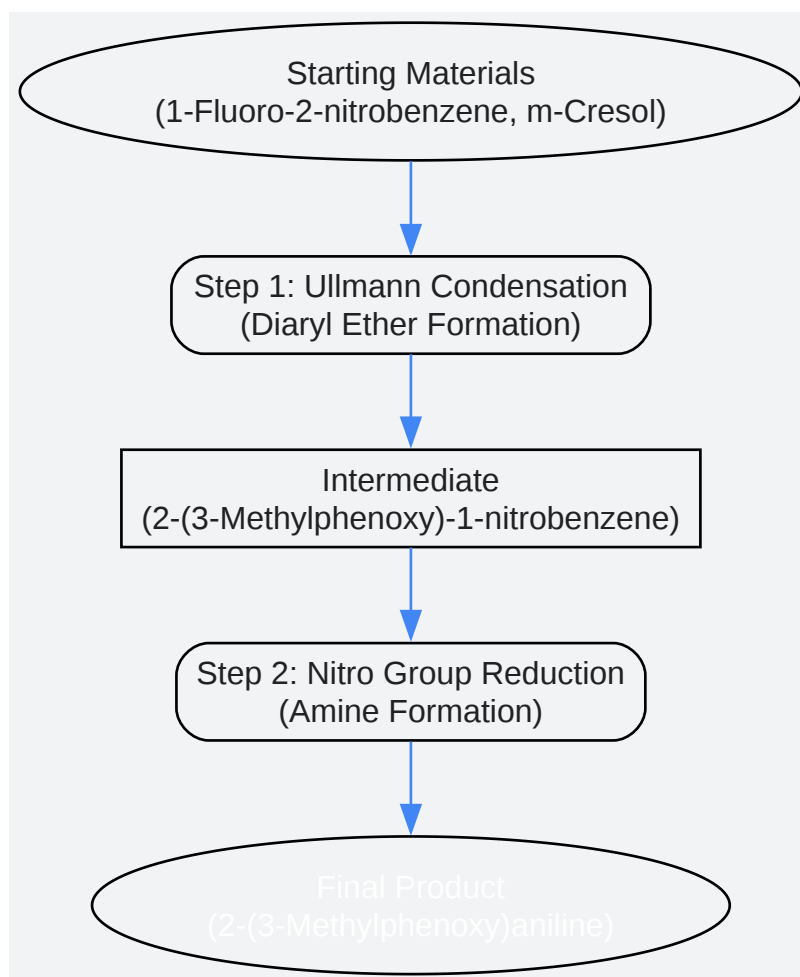 Starting Materials
(1-Fluoro-2-nitrobenzene, m-Cresol)
Step 1: Ullmann Condensation
(Diaryl Ether Formation)
Intermediate
(2-(3-Methylphenoxy)-1-nitrobenzene)
Step 2: Nitro Group Reduction
(Amine Formation)
Final Product
(2-(3-Methylphenoxy)aniline)